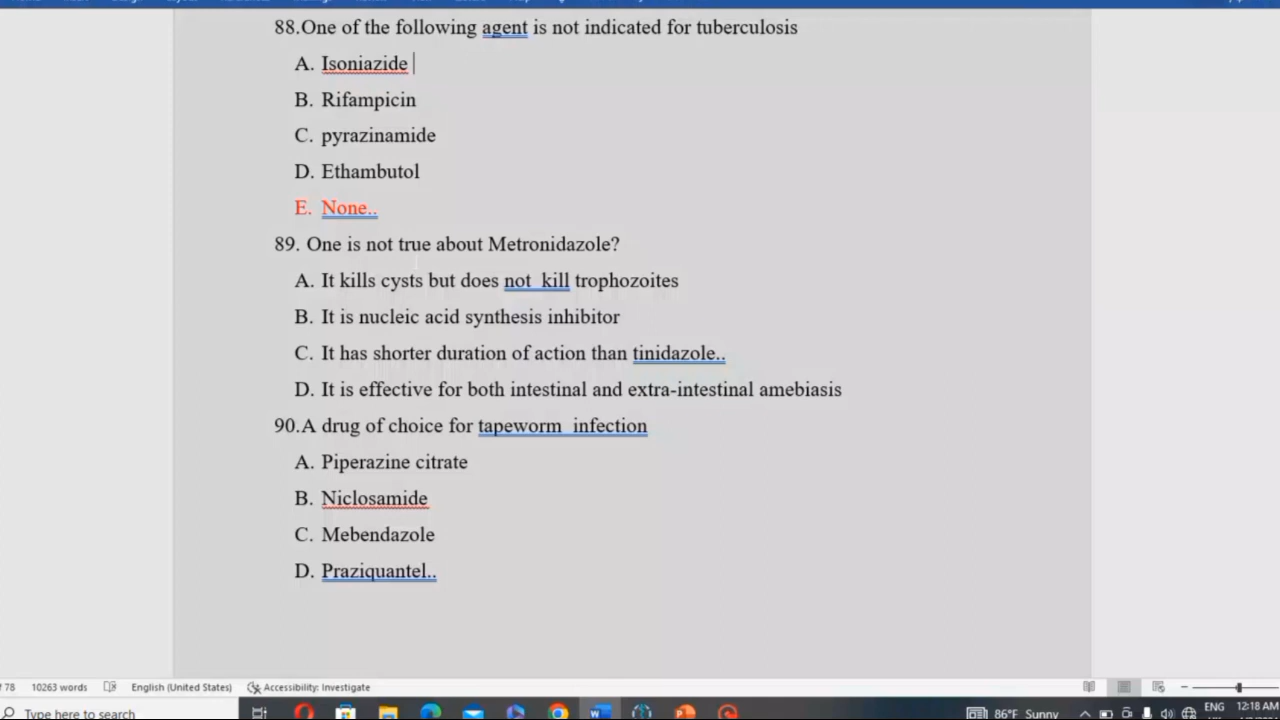 88.One of the following agent is not indicated for tuberculosis
A. Isoniazide
B. Rifampicin
C. pyrazinamide
D. Ethambutol
E. None..
89. One is not true about Metronidazole?
A. It kills cysts but does not kill trophozoites
B. It is nucleic acid synthesis inhibitor
C. It has shorter duration of action than tinidazole..
D. It is effective for both intestinal and extra-intestinal amebiasis
90.A drug of choice for tapeworm infection
A. Piperazine citrate
B. Niclosamide
C. Mebendazole
D. Praziquantel..
78 10263 words English (United States) Accessibility: Investigate
Type here to search 86°F Sunny ENG 12:18 AM